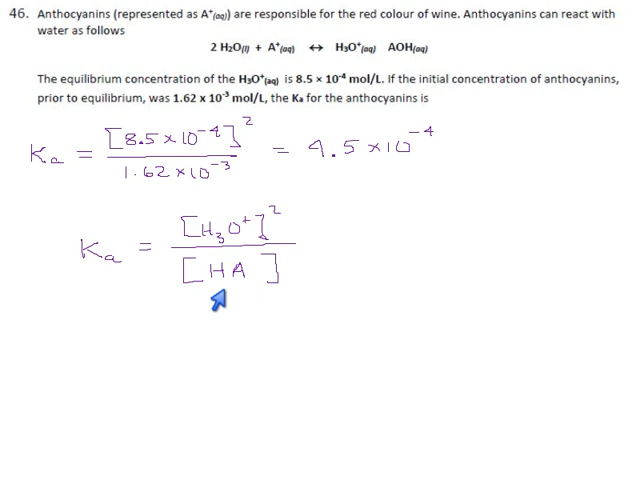 46. Anthocyanins (represented as A⁺(aq)) are responsible for the red colour of wine. Anthocyanins can react with
water as follows
2 H₂O(l) + A⁺(aq) ↔ H₃O⁺(aq) AOH(aq)
The equilibrium concentration of the H₃O⁺(aq) is 8.5 × 10⁻⁴ mol/L. If the initial concentration of anthocyanins,
prior to equilibrium, was 1.62 x 10⁻³ mol/L, the Ka for the anthocyanins is
Ka = [8.5 × 10⁻⁴]² / 1.62 × 10⁻³ = 4.5 × 10⁻⁴
Ka = [H₃O⁺]² / [HA]